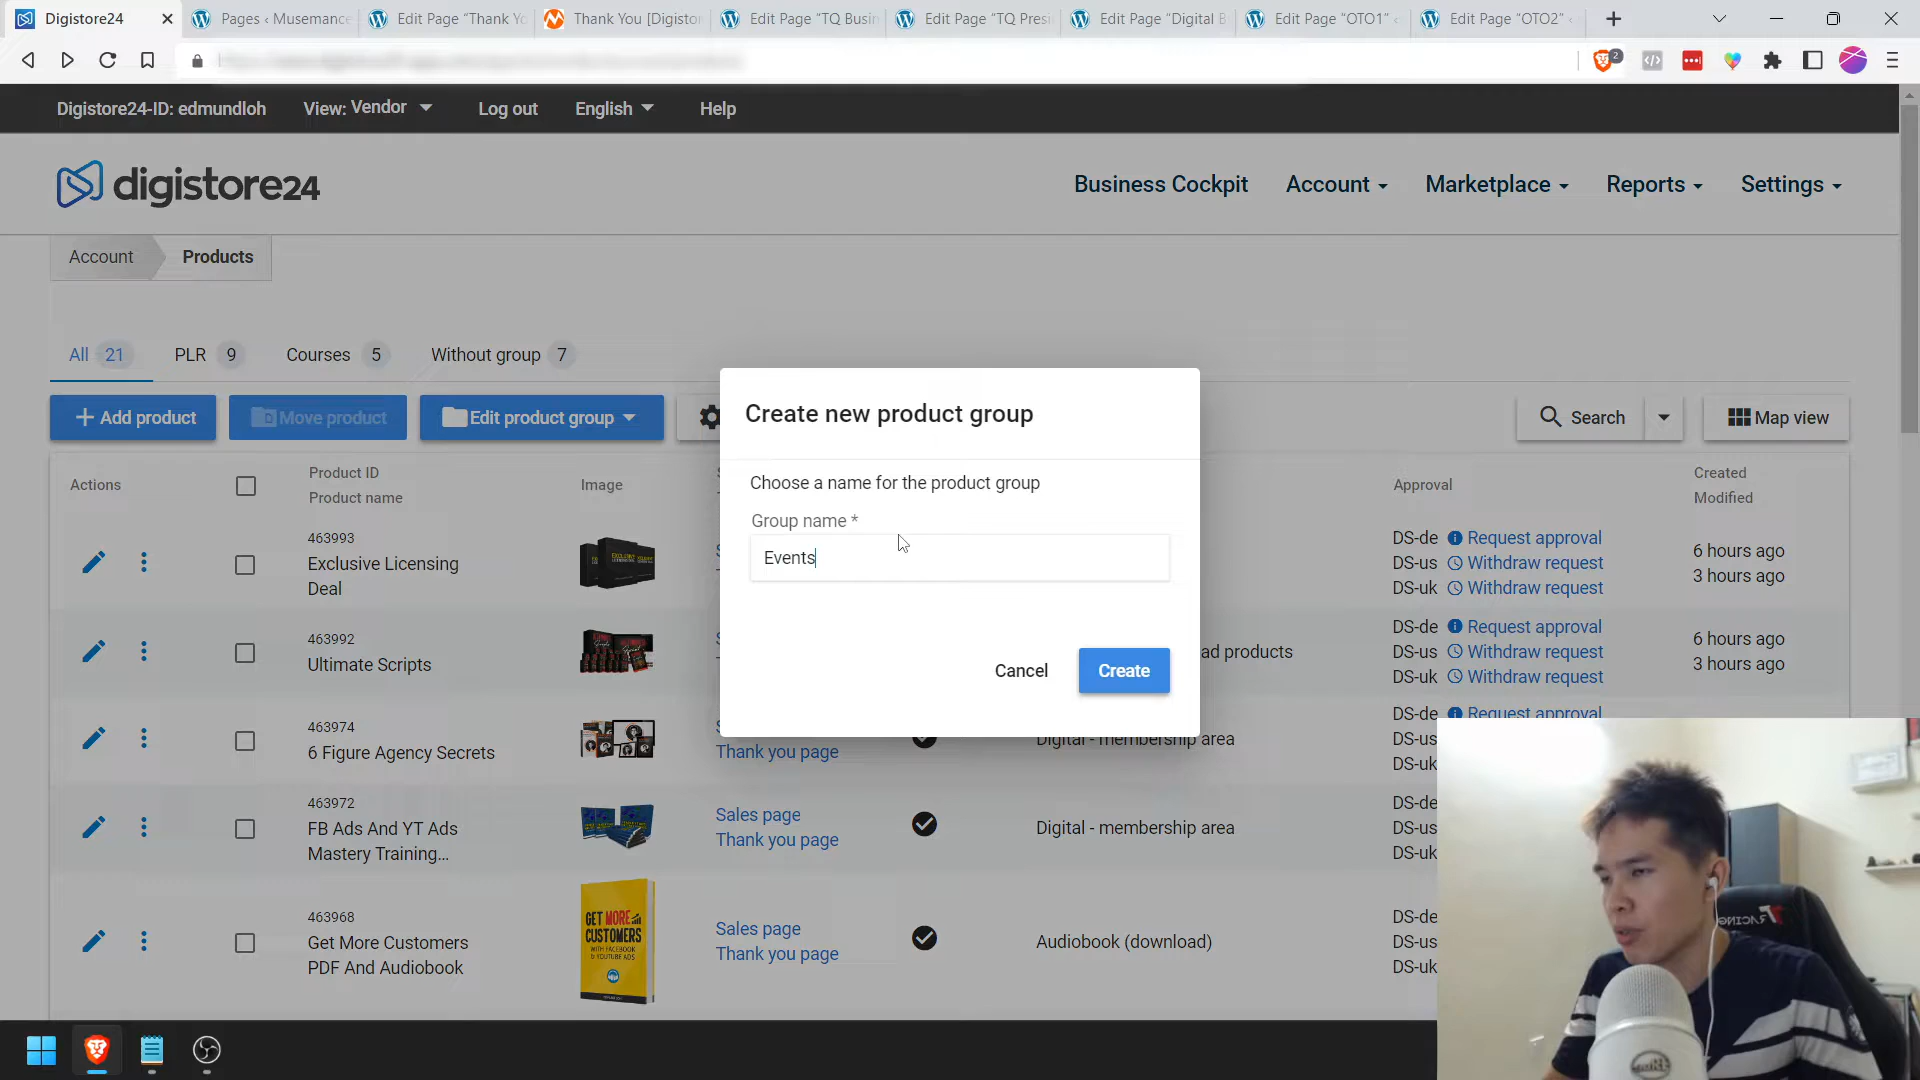 Digistore24
Pages ‹ Musemance
Edit Page “Thank Yo
Thank You [Digistor
Edit Page “TQ Busin
Edit Page “TQ Presi
Edit Page “Digital B
Edit Page “OTO1” ‹
Edit Page “OTO2” ‹
2
Digistore24-ID: edmundloh
View: Vendor
Log out
English
Help
digistore24
Business Cockpit
Account
Marketplace
Reports
Settings
Account
Products
All 21
PLR 9
Courses 5
Without group 7
Add product
Move product
Edit product group
Search
Map view
Create new product group
Choose a name for the product group
Group name *
Events
Cancel
Create
Actions
Product ID
Product name
Image
Approval
Created
Modified
463993
Exclusive Licensing
Deal
DS-de Request approval
DS-us Withdraw request
DS-uk Withdraw request
6 hours ago
3 hours ago
463992
Ultimate Scripts
ad products
DS-de Request approval
DS-us Withdraw request
DS-uk Withdraw request
6 hours ago
3 hours ago
463974
6 Figure Agency Secrets
Thank you page
Digital - membership area
DS-de Request approval
DS-us
DS-uk
463972
FB Ads And YT Ads
Mastery Training...
Sales page
Thank you page
Digital - membership area
DS-de
DS-us
DS-uk
463968
Get More Customers
PDF And Audiobook
GET MORE
CUSTOMERS
WITH FACEBOOK
& YOUTUBE ADS
Sales page
Thank you page
Audiobook (download)
DS-de
DS-us
DS-uk